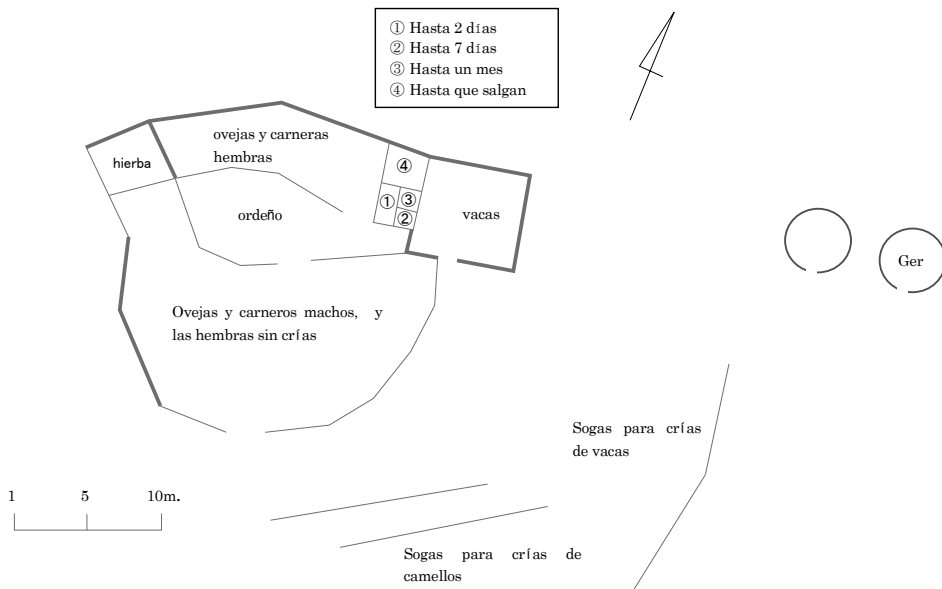 ① Hasta 2 días
② Hasta 7 días
③ Hasta un mes
④ Hasta que salgan
ovejas y carneras
hembras
hierba
④
①
③
②
ordeño
vacas
Ger
Ovejas y carneros machos, y
las hembras sin crías
Sogas para crías
de vacas
1 5 10m.
Sogas para crías de
camellos